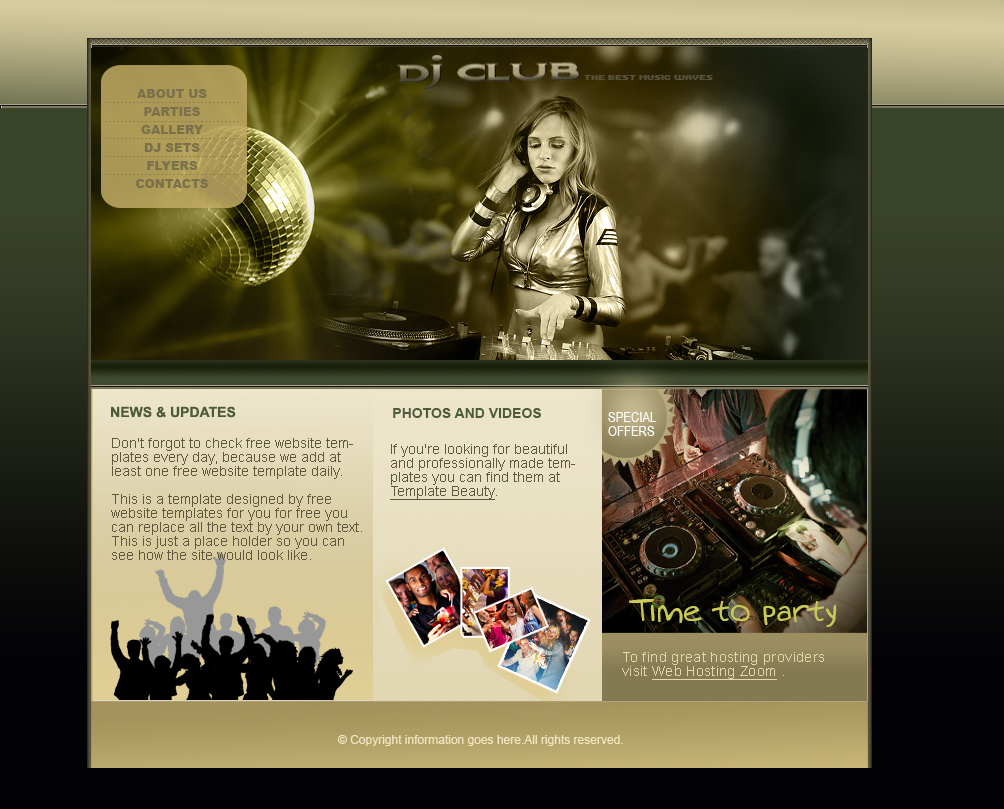 DJ CLUB THE BEST MUSIC WAVES
ABOUT US
PARTIES
GALLERY
DJ SETS
FLYERS
CONTACTS
NEWS & UPDATES
Don't forgot to check free website tem-
plates every day, because we add at
least one free website template daily.
This is a template designed by free
website templates for you for free you
can replace all the text by your own text.
This is just a place holder so you can
see how the site would look like.
PHOTOS AND VIDEOS
If you're looking for beautiful
and professionally made tem-
plates you can find them at
Template Beauty.
SPECIAL
OFFERS
Time to party
To find great hosting providers
visit Web Hosting Zoom .
© Copyright information goes here.All rights reserved.